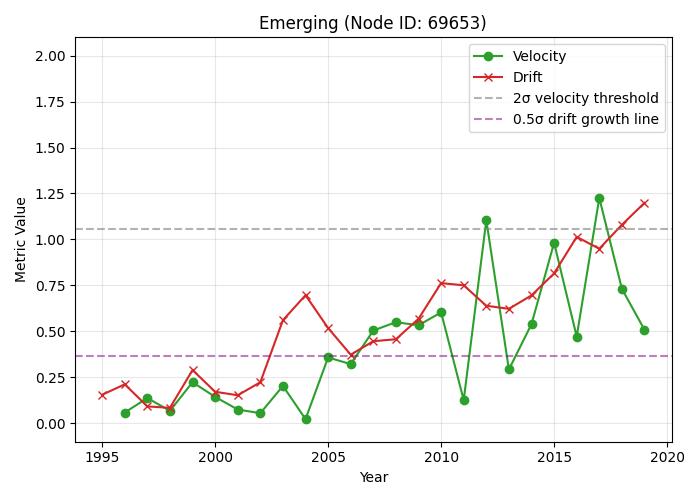 Emerging (Node ID: 69653)
Velocity
Drift
2σ velocity threshold
0.5σ drift growth line
Metric Value
2.00
1.75
1.50
1.25
1.00
0.75
0.50
0.25
0.00
1995 2000 2005 2010 2015 2020
Year